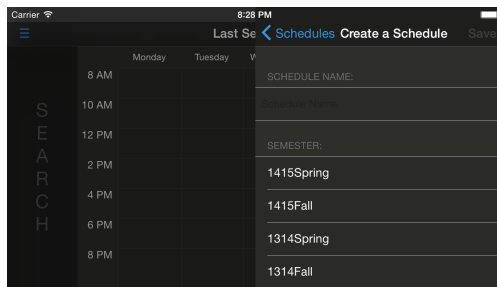 Carrier 8:28 PM
Last Se Schedules Create a Schedule Save
Monday Tuesday W
8 AM
10 AM
12 PM
2 PM
4 PM
6 PM
8 PM
S
E
A
R
C
H
SCHEDULE NAME:
Schedule Name
SEMESTER:
1415Spring
1415Fall
1314Spring
1314Fall